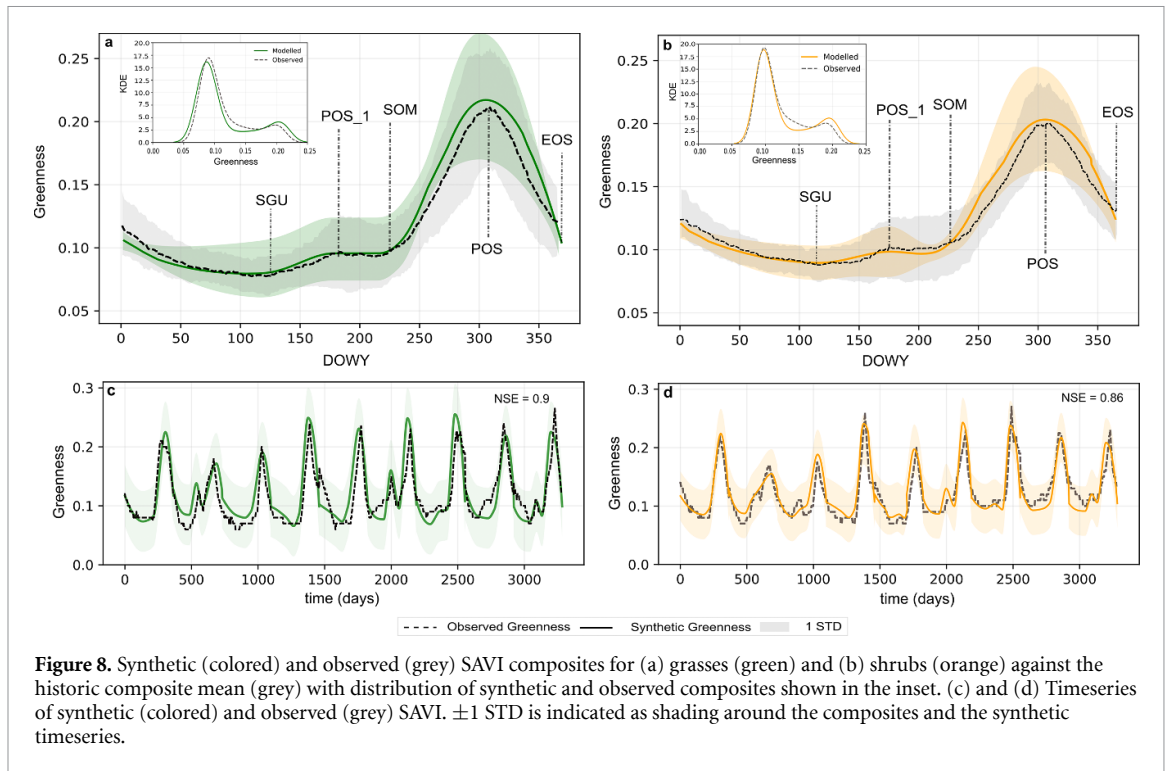 a
20.0
17.5
15.0
12.5
10.0
7.5
5.0
2.5
0.0
KDE
0.00 0.05 0.10 0.15 0.20 0.25
Greenness
Modelled
Observed
0.25
0.20
0.15
0.10
0.05
Greenness
SGU
POS_1
SOM
POS
EOS
0 50 100 150 200 250 300 350
DOWY
b
20.0
17.5
15.0
12.5
10.0
7.5
5.0
2.5
0.0
KDE
0.00 0.05 0.10 0.15 0.20 0.25
Greenness
Modelled
Observed
0.25
0.20
0.15
0.10
0.05
Greenness
SGU
POS_1
SOM
POS
EOS
0 50 100 150 200 250 300 350
DOWY
c
NSE = 0.9
0.3
0.2
0.1
0.0
Greenness
0 500 1000 1500 2000 2500 3000
time (days)
d
NSE = 0.86
0.3
0.2
0.1
0.0
Greenness
0 500 1000 1500 2000 2500 3000
time (days)
Observed Greenness Synthetic Greenness 1 STD
Figure 8. Synthetic (colored) and observed (grey) SAVI composites for (a) grasses (green) and (b) shrubs (orange) against the
historic composite mean (grey) with distribution of synthetic and observed composites shown in the inset. (c) and (d) Timeseries
of synthetic (colored) and observed (grey) SAVI. ±1 STD is indicated as shading around the composites and the synthetic
timeseries.